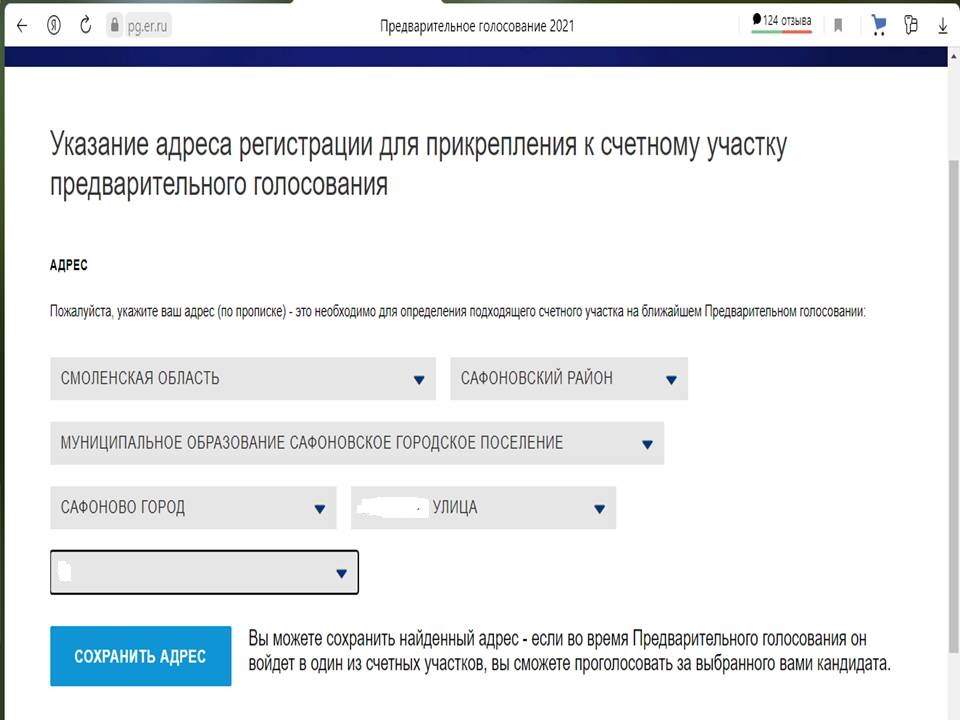 pg.er.ru
Предварительное голосование 2021
124 отзыва
Указание адреса регистрации для прикрепления к счетному участку
предварительного голосования
АДРЕС
Пожалуйста, укажите ваш адрес (по прописке) - это необходимо для определения подходящего счетного участка на ближайшем Предварительном голосовании:
СМОЛЕНСКАЯ ОБЛАСТЬ
САФОНОВСКИЙ РАЙОН
МУНИЦИПАЛЬНОЕ ОБРАЗОВАНИЕ САФОНОВСКОЕ ГОРОДСКОЕ ПОСЕЛЕНИЕ
САФОНОВО ГОРОД
УЛИЦА
СОХРАНИТЬ АДРЕС
Вы можете сохранить найденный адрес - если во время Предварительного голосования он
войдет в один из счетных участков, вы сможете проголосовать за выбранного вами кандидата.